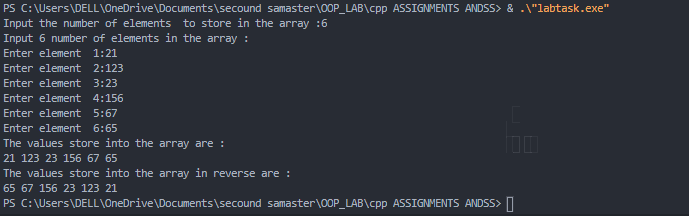 PS C:\Users\DELL\OneDrive\Documents\secound samaster\OOP_LAB\cpp ASSIGNMENTS ANDSS> & .\"labtask.exe"
Input the number of elements  to store in the array :6
Input 6 number of elements in the array :
Enter element  1:21
Enter element  2:123
Enter element  3:23
Enter element  4:156
Enter element  5:67
Enter element  6:65
The values store into the array are :
21 123 23 156 67 65
The values store into the array in reverse are :
65 67 156 23 123 21
PS C:\Users\DELL\OneDrive\Documents\secound samaster\OOP_LAB\cpp ASSIGNMENTS ANDSS>